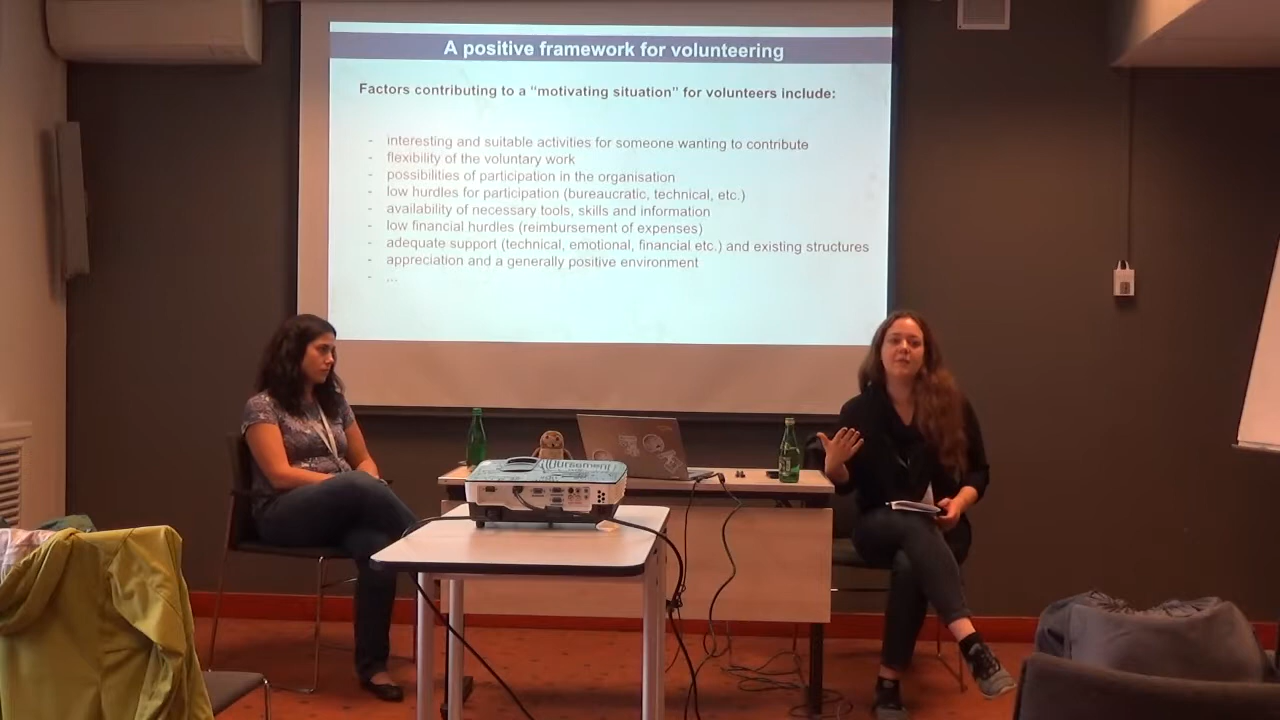 A positive framework for volunteering
Factors contributing to a “motivating situation” for volunteers include:
- interesting and suitable activities for someone wanting to contribute
- flexibility of the voluntary work
- possibilities of participation in the organisation
- low hurdles for participation (bureaucratic, technical, etc.)
- availability of necessary tools, skills and information
- low financial hurdles (reimbursement of expenses)
- adequate support (technical, emotional, financial etc.) and existing structures
- appreciation and a generally positive environment
- ...